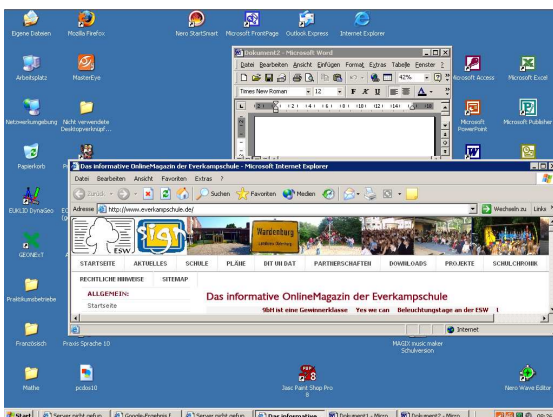 Eigene Dateien
Mozilla Firefox
Nero StartSmart
Microsoft FrontPage
Outlook Express
Internet Explorer
Dokument2 - Microsoft Word
Datei Bearbeiten Ansicht Einfügen Format Extras Tabelle Fenster ?
42%
Times New Roman 12 F K U
Arbeitsplatz
MasterEye
Microsoft Access
Microsoft Excel
Netzwerkumgebung
Nicht verwendete Desktopverknüpf...
Microsoft PowerPoint
Microsoft Publisher
Papierkorb
Das informative OnlineMagazin der Everkampschule - Microsoft Internet Explorer
Datei Bearbeiten Ansicht Favoriten Extras ?
Zurück Suchen Favoriten Medien
Adresse http://www.everkampschule.de/ Wechseln zu Links
EUKLID DynaGeo
ESW
sign
Wardenburg
Landkreis Oldenburg
GEONExT
STARTSEITE AKTUELLES SCHULE PLÄNE DIT UN DAT PARTNERSCHAFTEN DOWNLOADS PROJEKTE SCHULCHRONIK
RECHTLICHE HINWEISE SITEMAP
ALLGEMEIN:
Startseite
Das informative OnlineMagazin der Everkampschule
9bH ist eine Gewinnerklasse Yes we can Beleuchtungstage an der ESW
Internet
Praktikumsbetriebe
Französisch
Praxis Sprache 10
MAGIX music maker Schulversion
Mathe
pcdos10
Jasc Paint Shop Pro 8
Nero Wave Editor
Start
Server nicht gefun...
Google-Ergebnis f...
Server nicht gefun...
Das informative ...
Dokument1 - Micro...
Dokument2 - Micro...